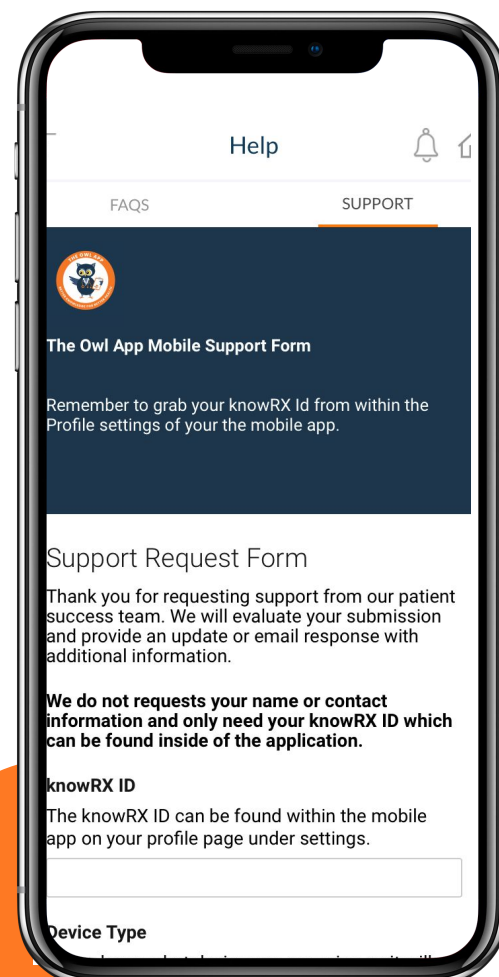 Help
FAQS
SUPPORT
THE OWL APP
The Owl App Mobile Support Form
Remember to grab your knowRX Id from within the
Profile settings of your the mobile app.
Support Request Form
Thank you for requesting support from our patient
success team. We will evaluate your submission
and provide an update or email response with
additional information.
We do not requests your name or contact
information and only need your knowRX ID which
can be found inside of the application.
knowRX ID
The knowRX ID can be found within the mobile
app on your profile page under settings.
Device Type